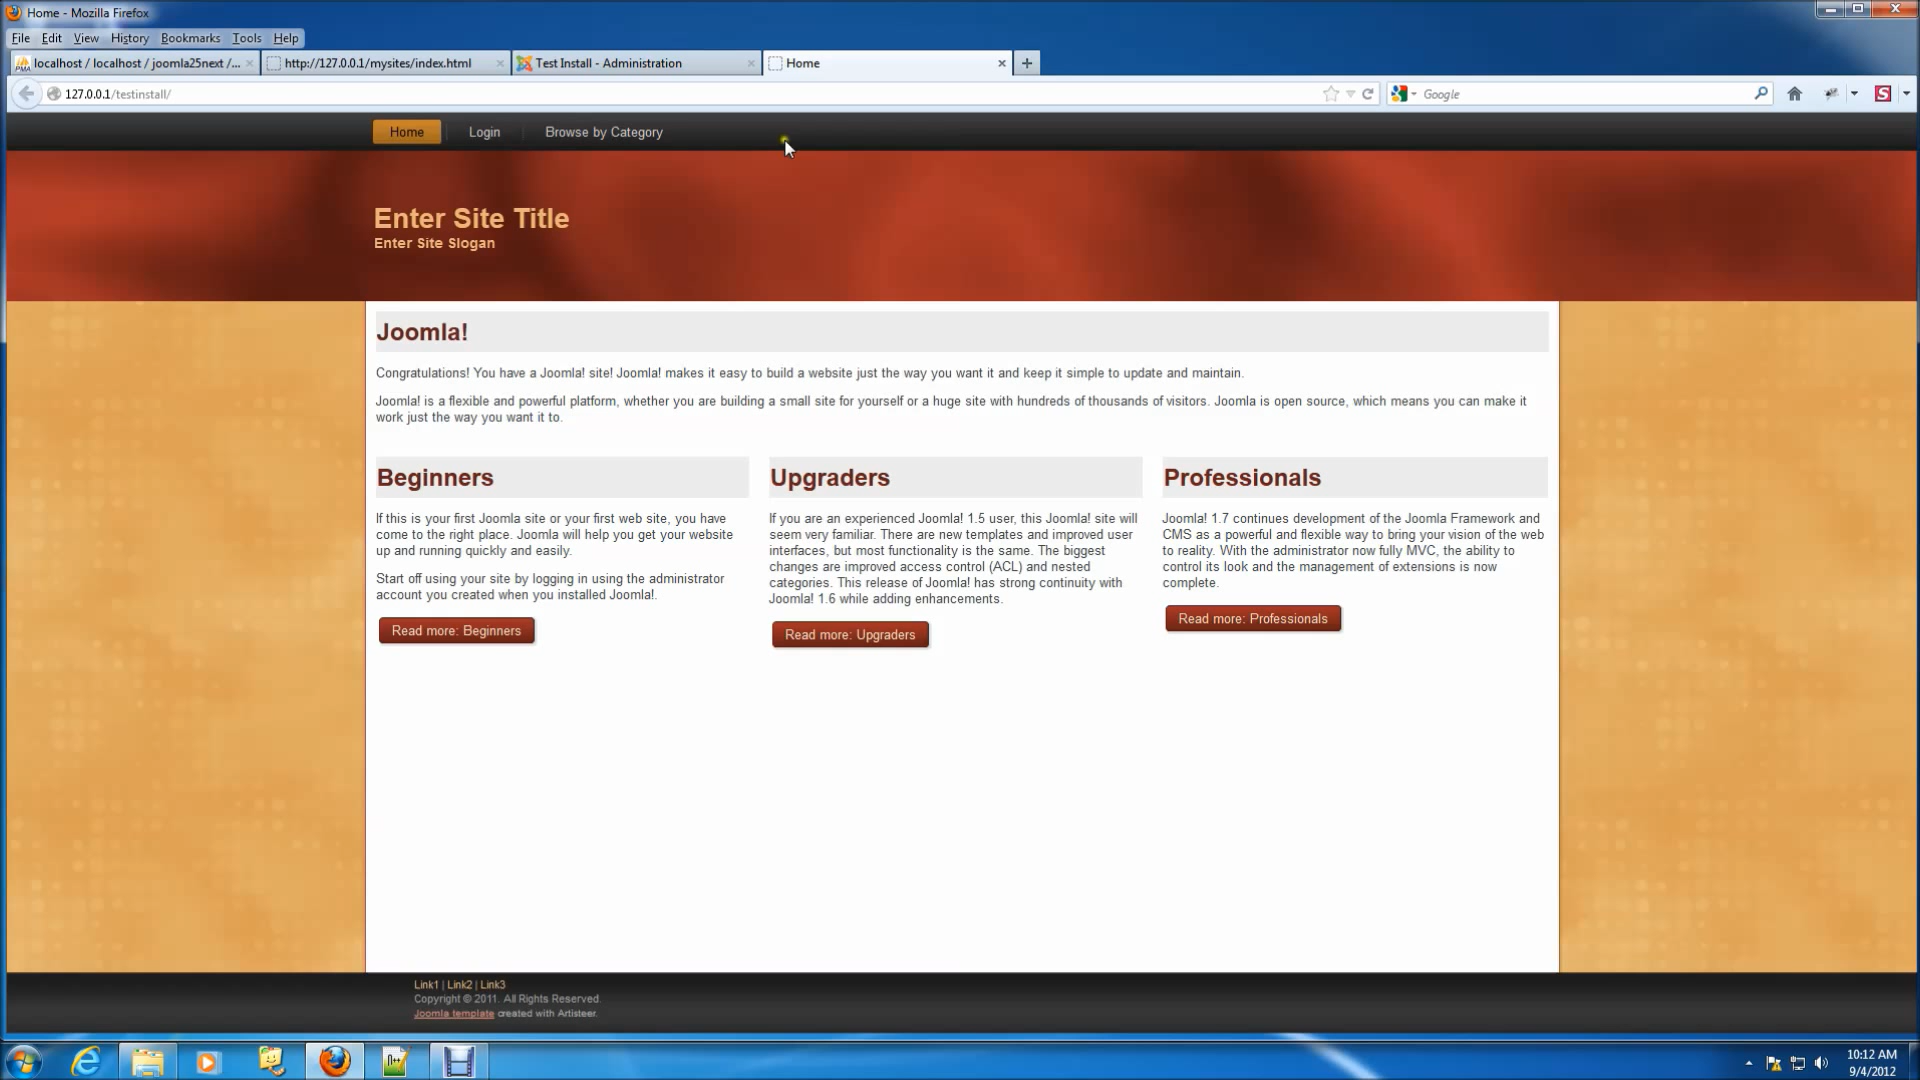 Home - Mozilla Firefox
File Edit View History Bookmarks Tools Help
localhost / localhost / joomla25next /...
http://127.0.0.1/mysites/index.html
Test Install - Administration
Home
127.0.0.1/testinstall/
Google
Home
Login
Browse by Category
Enter Site Title
Enter Site Slogan
Joomla!
Congratulations! You have a Joomla! site! Joomla! makes it easy to build a website just the way you want it and keep it simple to update and maintain.
Joomla! is a flexible and powerful platform, whether you are building a small site for yourself or a huge site with hundreds of thousands of visitors. Joomla is open source, which means you can make it
work just the way you want it to.
Beginners
If this is your first Joomla site or your first web site, you have
come to the right place. Joomla will help you get your website
up and running quickly and easily.
Start off using your site by logging in using the administrator
account you created when you installed Joomla!.
Read more: Beginners
Upgraders
If you are an experienced Joomla! 1.5 user, this Joomla! site will
seem very familiar. There are new templates and improved user
interfaces, but most functionality is the same. The biggest
changes are improved access control (ACL) and nested
categories. This release of Joomla! has strong continuity with
Joomla! 1.6 while adding enhancements.
Read more: Upgraders
Professionals
Joomla! 1.7 continues development of the Joomla Framework and
CMS as a powerful and flexible way to bring your vision of the web
to reality. With the administrator now fully MVC, the ability to
control its look and the management of extensions is now
complete.
Read more: Professionals
Link1 | Link2 | Link3
Copyright © 2011. All Rights Reserved.
Joomla template created with Artisteer.
10:12 AM
9/4/2012